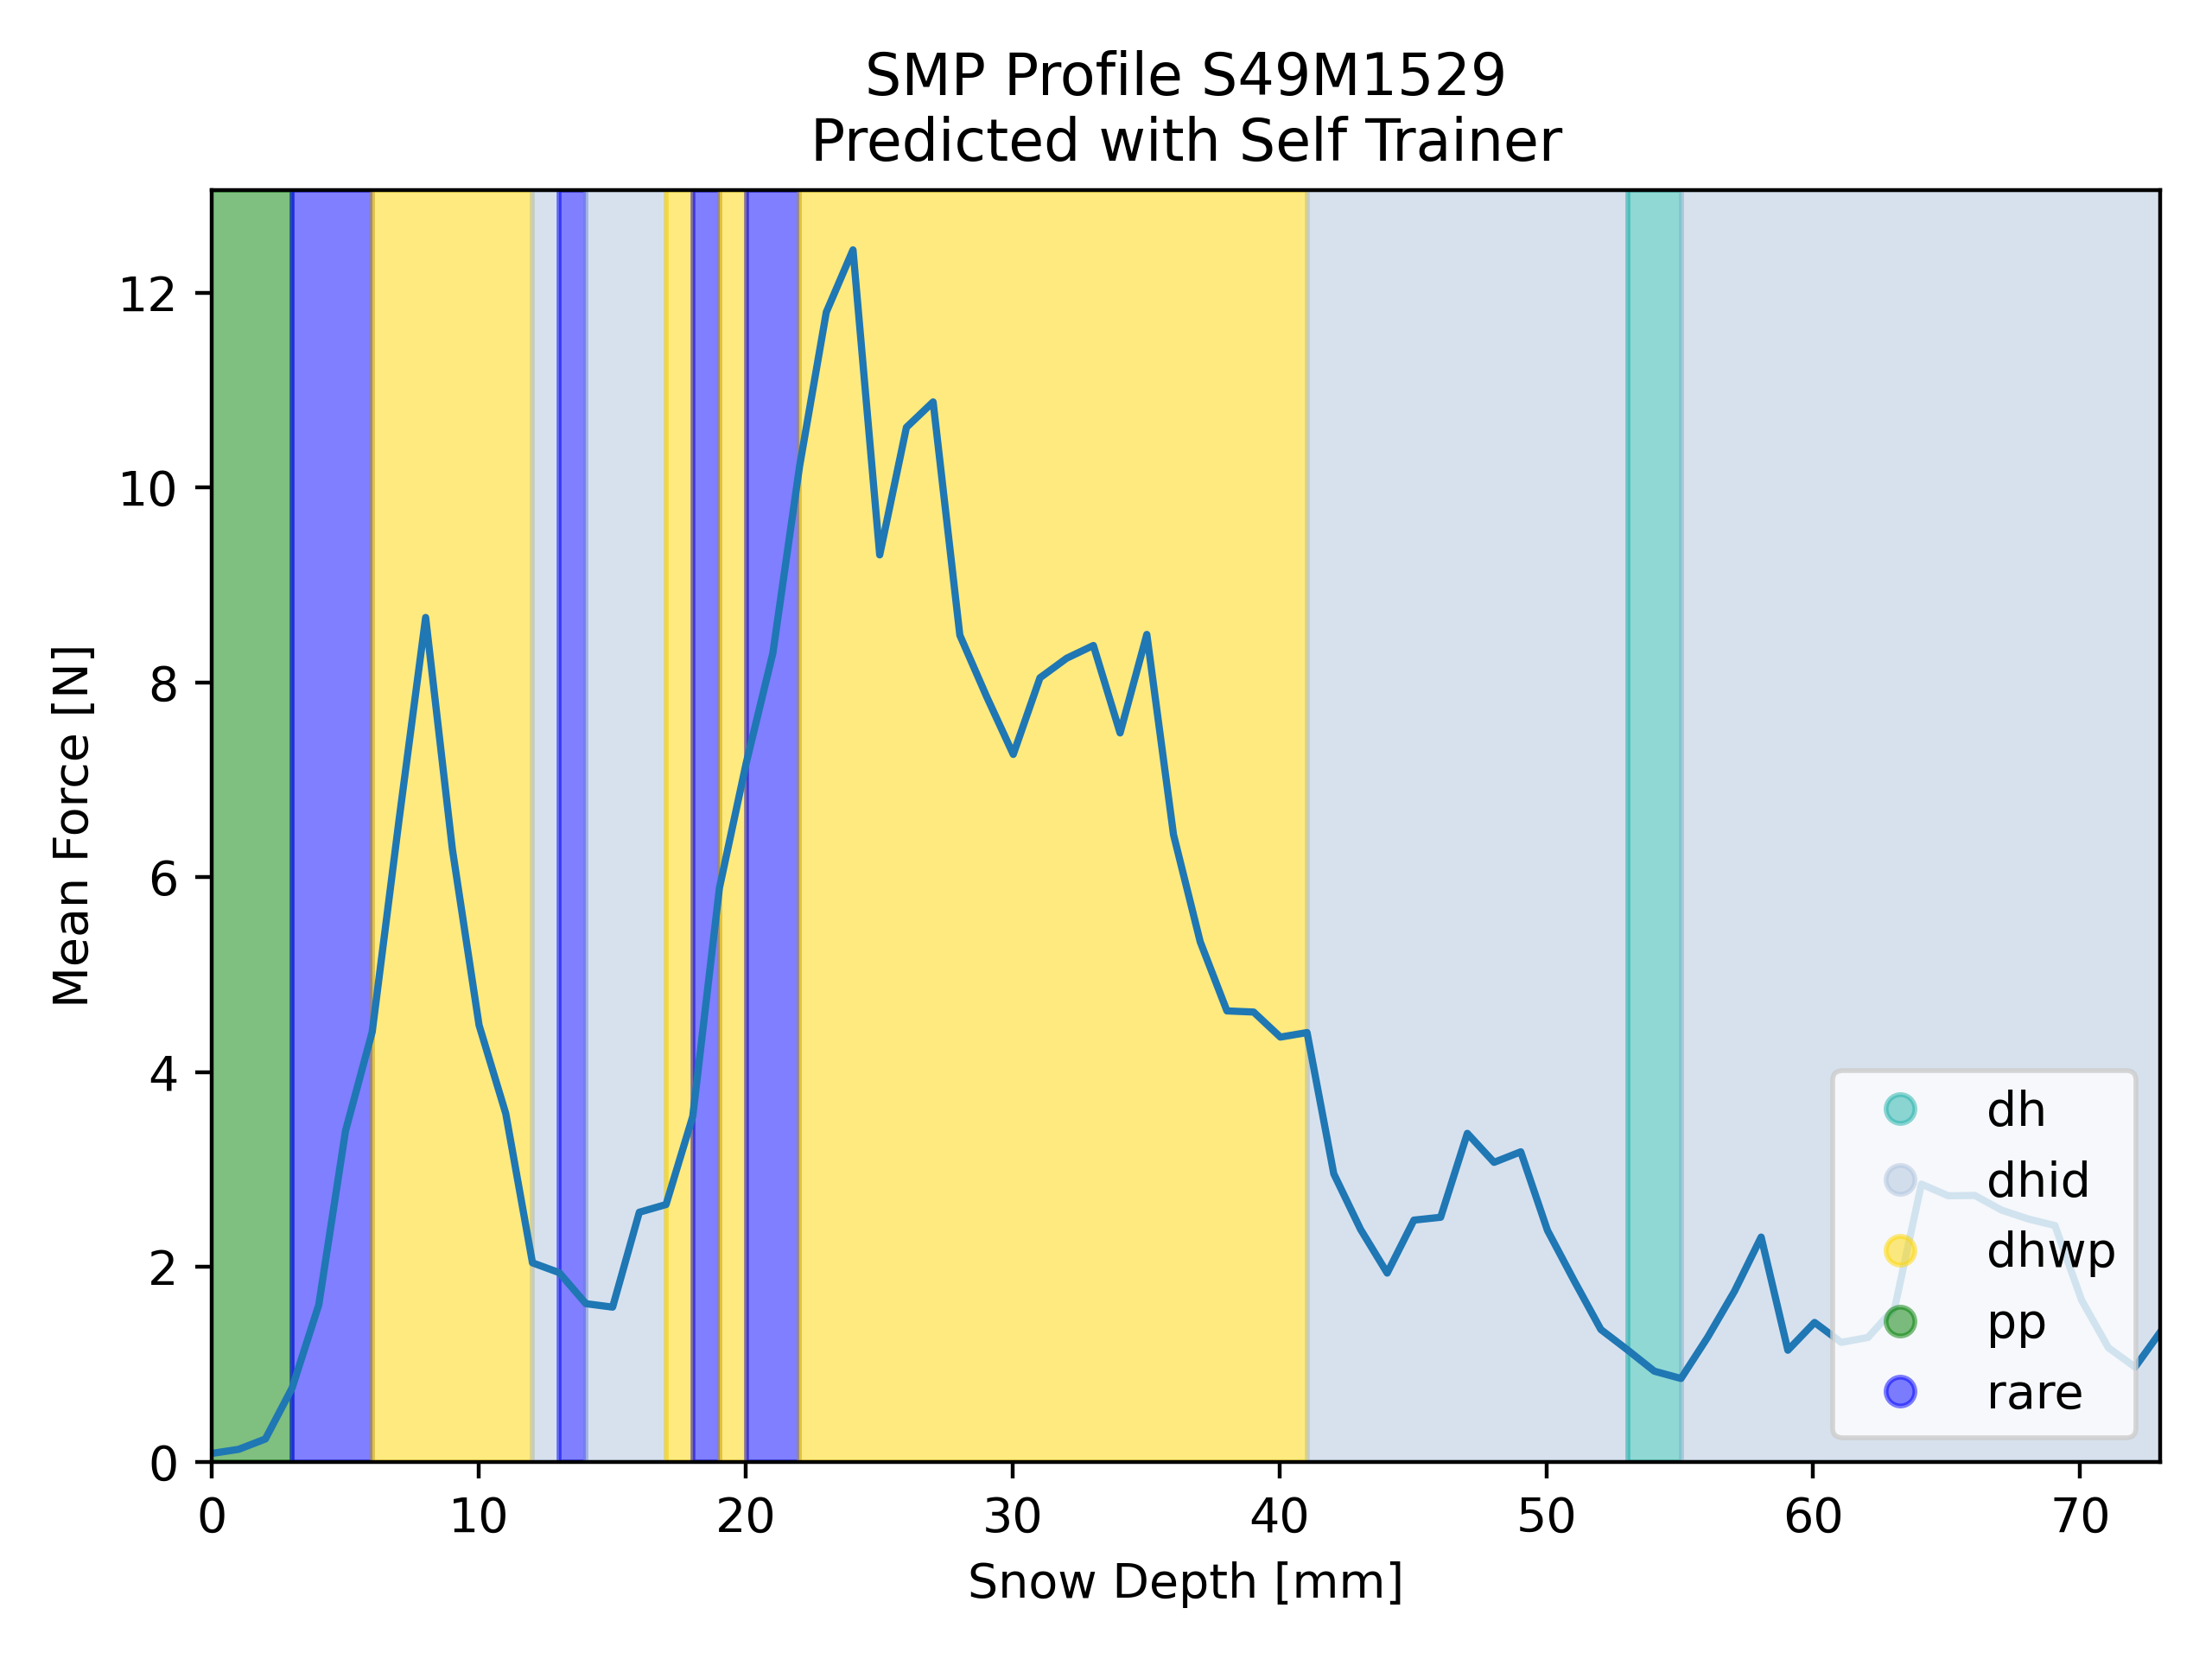 SMP Profile S49M1529
Predicted with Self Trainer
Mean Force [N]
12
10
8
6
4
2
0
0 10 20 30 40 50 60 70
Snow Depth [mm]
dh
dhid
dhwp
pp
rare